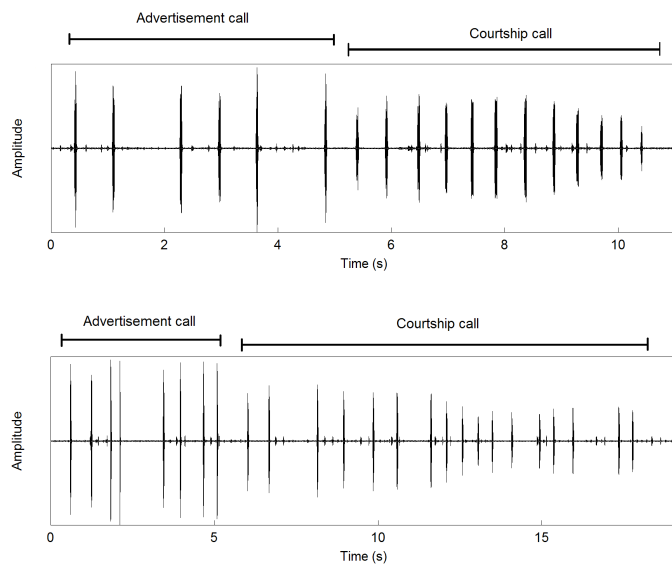 Advertisement call
Courtship call
Amplitude
0 2 4 6 8 10
Time (s)
Advertisement call
Courtship call
Amplitude
0 5 10 15
Time (s)